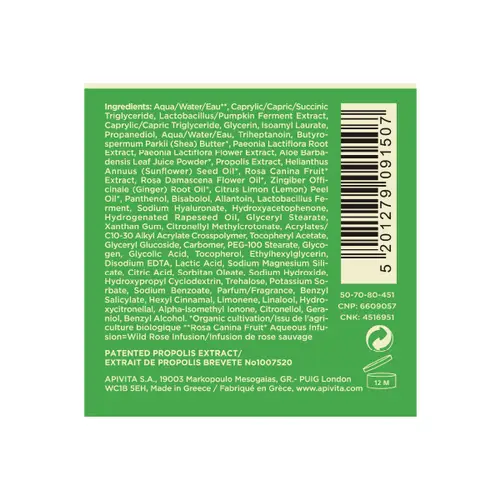 Ingredients: Aqua/Water/Eau**, Caprylic/Capric/Succinic
Triglyceride, Lactobacillus/Pumpkin Ferment Extract,
Caprylic/Capric Triglyceride, Glycerin, Isoamyl Laurate,
Propanediol, Aqua/Water/Eau, Triheptanoin, Butyro-
spermum Parkii (Shea) Butter*, Paeonia Lactiflora Root
Extract, Paeonia Lactiflora Flower Extract, Aloe Barba-
densis Leaf Juice Powder*, Propolis Extract, Helianthus
Annuus (Sunflower) Seed Oil*, Rosa Canina Fruit*
Extract, Rosa Damascena Flower Oil*, Zingiber Offi-
cinale (Ginger) Root Oil*, Citrus Limon (Lemon) Peel
Oil*, Panthenol, Bisabolol, Allantoin, Lactobacillus Fer-
ment, Sodium Hyaluronate, Hydroxyacetophenone,
Hydrogenated Rapeseed Oil, Glyceryl Stearate,
Xanthan Gum, Citronellyl Methylcrotonate, Acrylates/
C10-30 Alkyl Acrylate Crosspolymer, Tocopheryl Acetate,
Glyceryl Glucoside, Carbomer, PEG-100 Stearate, Glyco-
gen, Glycolic Acid, Tocopherol, Ethylhexylglycerin,
Disodium EDTA, Lactic Acid, Sodium Magnesium Sili-
cate, Citric Acid, Sorbitan Oleate, Sodium Hydroxide,
Hydroxypropyl Cyclodextrin, Trehalose, Potassium Sor-
bate, Sodium Benzoate, Parfum/Fragrance, Benzyl
Salicylate, Hexyl Cinnamal, Limonene, Linalool, Hydro-
xycitronellal, Alpha-Isomethyl Ionone, Citronellol, Gera-
niol, Benzyl Alcohol. *Organic cultivation/issu de l'agri-
culture biologique **Rosa Canina Fruit* Aqueous Infu-
sion=Wild Rose Infusion/Infusion de rose sauvage
PATENTED PROPOLIS EXTRACT/
EXTRAIT DE PROPOLIS BREVETE No1007520
APIVITA S.A., 19003 Markopoulo Mesogaias, GR.- PUIG London
WC1B 5EH, Made in Greece / Fabriqué en Grèce, www.apivita.com
5 201279 091507
50-70-80-451
CNP: 6609057
CNK: 4516951
12 M